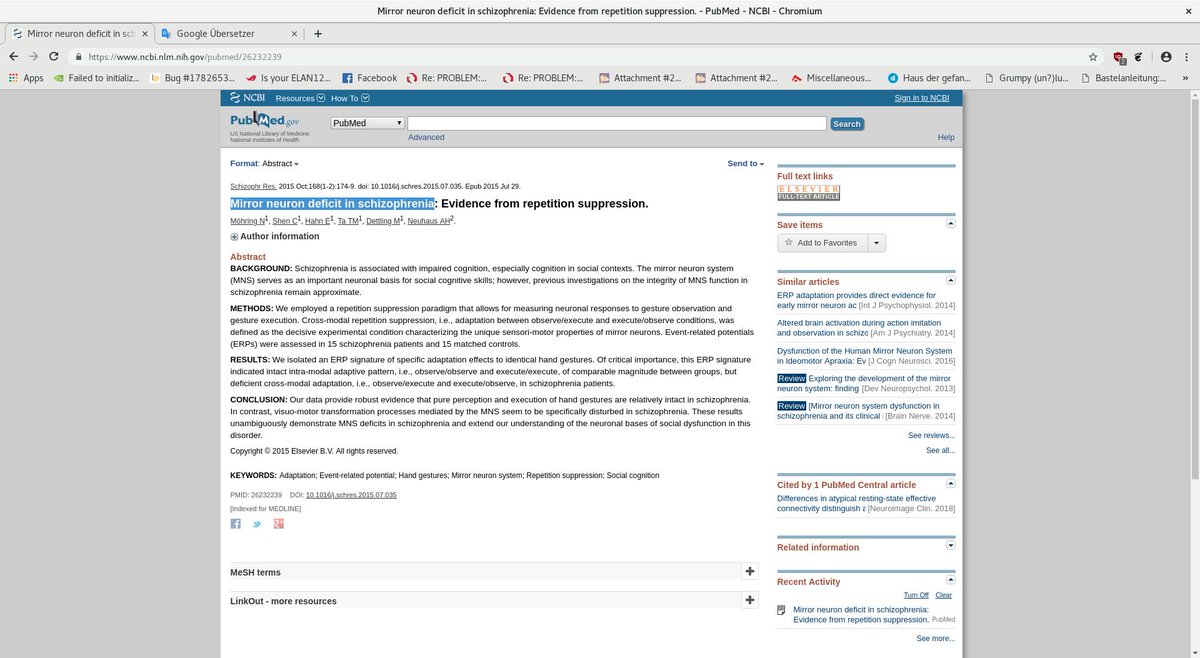 Mirror neuron deficit in schizophrenia: Evidence from repetition suppression. - PubMed - NCBI - Chromium
Mirror neuron deficit in sch
Google Übersetzer
https://www.ncbi.nlm.nih.gov/pubmed/26232239
Apps Failed to initializ... Bug #1782653... Is your ELAN12... Facebook Re: PROBLEM:... Re: PROBLEM:... Attachment #2... Attachment #2... Miscellaneous... Haus der gefan... Grumpy (un?)lu... Bastelanleitung:... »
NCBI Resources How To Sign in to NCBI
PubMed.gov
US National Library of Medicine
National Institutes of Health
PubMed
Search
Advanced
Help
Format: Abstract
Send to
Schizophr Res. 2015 Oct;168(1-2):174-9. doi: 10.1016/j.schres.2015.07.035. Epub 2015 Jul 29.
Mirror neuron deficit in schizophrenia: Evidence from repetition suppression.
Möhring N1, Shen C1, Hahn E1, Ta TM1, Dettling M1, Neuhaus AH2.
Author information
Abstract
BACKGROUND: Schizophrenia is associated with impaired cognition, especially cognition in social contexts. The mirror neuron system
(MNS) serves as an important neuronal basis for social cognitive skills; however, previous investigations on the integrity of MNS function in
schizophrenia remain approximate.
METHODS: We employed a repetition suppression paradigm that allows for measuring neuronal responses to gesture observation and
gesture execution. Cross-modal repetition suppression, i.e., adaptation between observe/execute and execute/observe conditions, was
defined as the decisive experimental condition characterizing the unique sensori-motor properties of mirror neurons. Event-related potentials
(ERPs) were assessed in 15 schizophrenia patients and 15 matched controls.
RESULTS: We isolated an ERP signature of specific adaptation effects to identical hand gestures. Of critical importance, this ERP signature
indicated intact intra-modal adaptive pattern, i.e., observe/observe and execute/execute, of comparable magnitude between groups, but
deficient cross-modal adaptation, i.e., observe/execute and execute/observe, in schizophrenia patients.
CONCLUSION: Our data provide robust evidence that pure perception and execution of hand gestures are relatively intact in schizophrenia.
In contrast, visuo-motor transformation processes mediated by the MNS seem to be specifically disturbed in schizophrenia. These results
unambiguously demonstrate MNS deficits in schizophrenia and extend our understanding of the neuronal bases of social dysfunction in this
disorder.
Copyright © 2015 Elsevier B.V. All rights reserved.
KEYWORDS: Adaptation; Event-related potential; Hand gestures; Mirror neuron system; Repetition suppression; Social cognition
PMID: 26232239 DOI: 10.1016/j.schres.2015.07.035
[Indexed for MEDLINE]
MeSH terms
LinkOut - more resources
Full text links
ELSEVIER
FULL-TEXT ARTICLE
Save items
Add to Favorites
Similar articles
ERP adaptation provides direct evidence for
early mirror neuron ac [Int J Psychophysiol. 2014]
Altered brain activation during action imitation
and observation in schizo [Am J Psychiatry. 2014]
Dysfunction of the Human Mirror Neuron System
in Ideomotor Apraxia: Ev [J Cogn Neurosci. 2016]
Review Exploring the development of the mirror
neuron system: finding [Dev Neuropsychol. 2013]
Review [Mirror neuron system dysfunction in
schizophrenia and its clinical [Brain Nerve. 2014]
See reviews...
See all...
Cited by 1 PubMed Central article
Differences in atypical resting-state effective
connectivity distinguish a [Neuroimage Clin. 2018]
Related information
Recent Activity
Turn Off Clear
Mirror neuron deficit in schizophrenia:
Evidence from repetition suppression. PubMed
See more...